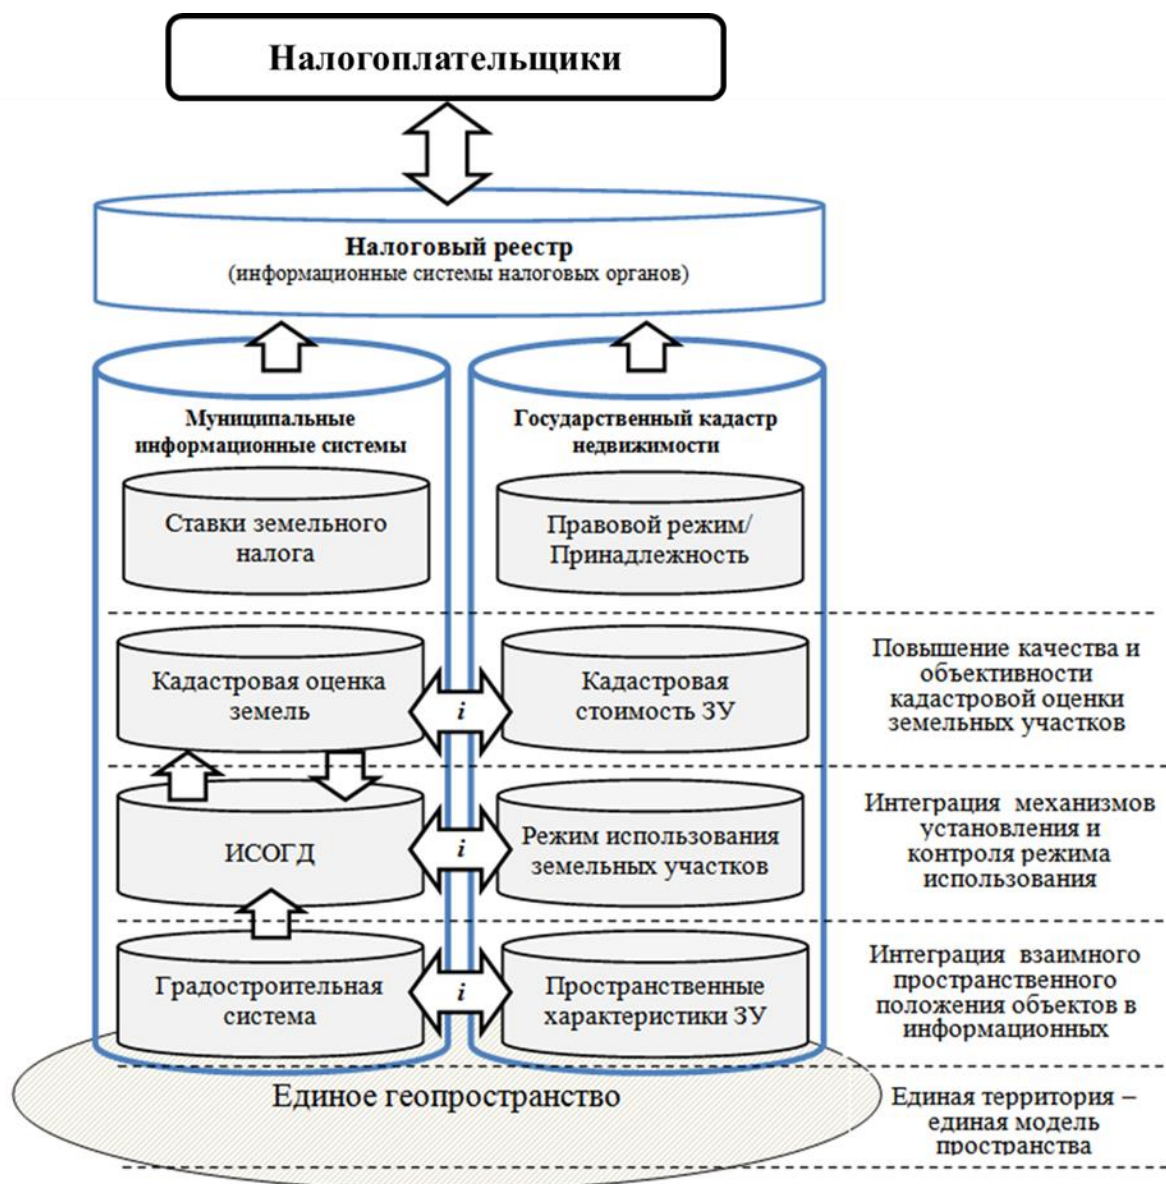 Налогоплательщики
Налоговый реестр
(информационные системы налоговых органов)
Муниципальные
информационные системы
Государственный кадастр
недвижимости
Ставки земельного
налога
Правовой режим/
Принадлежность
Кадастровая оценка
земель
i
Кадастровая
стоимость ЗУ
Повышение качества и
объективности
кадастровой оценки
земельных участков
ИСОГД
i
Режим использования
земельных участков
Интеграция механизмов
установления и
контроля режима
использования
Градостроительная
система
i
Пространственные
характеристики ЗУ
Интеграция взаимного
пространственного
положения объектов в
информационных
Единое геопространство
Единая территория –
единая модель
пространства